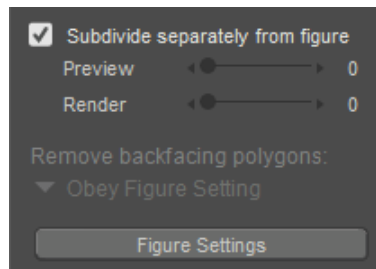 Subdivide separately from figure
Preview 0
Render 0
Remove backfacing polygons:
Obey Figure Setting
Figure Settings